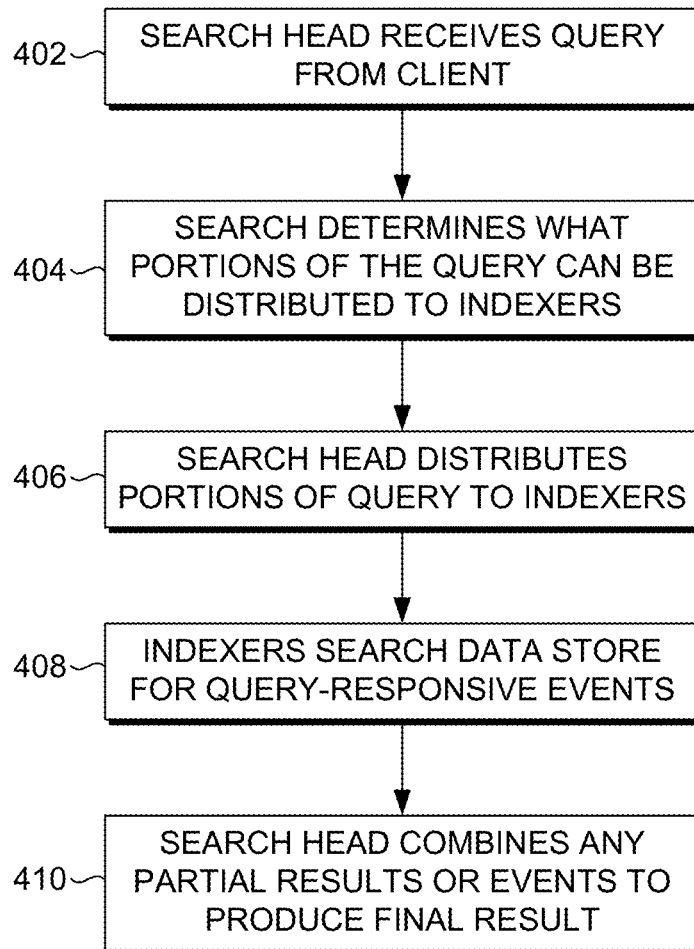 SEARCH HEAD RECEIVES QUERY
FROM CLIENT
402
SEARCH DETERMINES WHAT
PORTIONS OF THE QUERY CAN BE
DISTRIBUTED TO INDEXERS
404
SEARCH HEAD DISTRIBUTES
PORTIONS OF QUERY TO INDEXERS
406
INDEXERS SEARCH DATA STORE
FOR QUERY-RESPONSIVE EVENTS
408
SEARCH HEAD COMBINES ANY
PARTIAL RESULTS OR EVENTS TO
PRODUCE FINAL RESULT
410